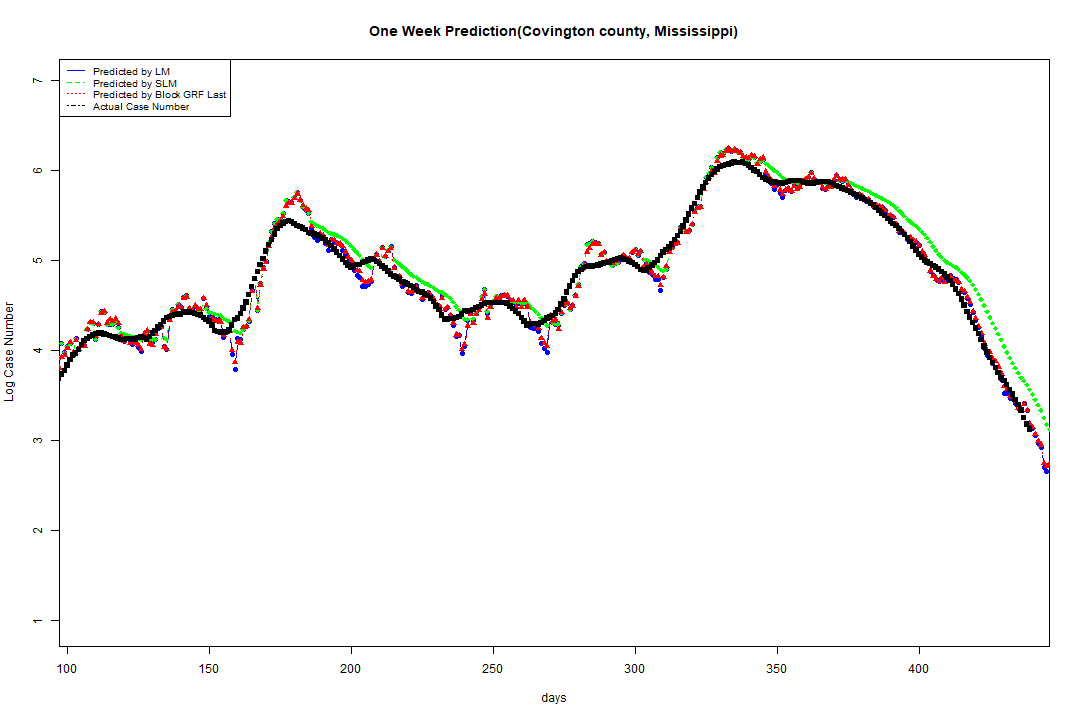 One Week Prediction(Covington county, Mississippi)
Predicted by LM
Predicted by SLM
Predicted by Block GRF Last
Actual Case Number
Log Case Number
7
6
5
4
3
2
1
100 150 200 250 300 350 400
days